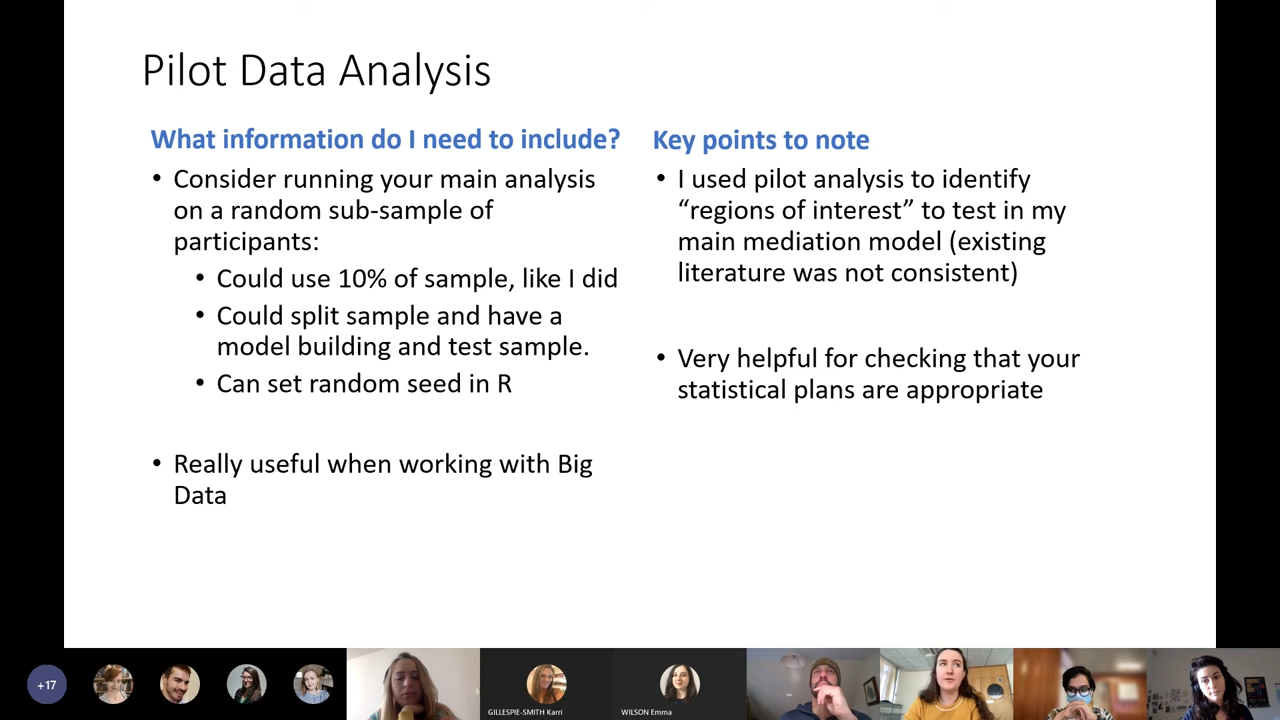 Pilot Data Analysis
What information do I need to include?
• Consider running your main analysis
on a random sub-sample of
participants:
• Could use 10% of sample, like I did
• Could split sample and have a
model building and test sample.
• Can set random seed in R
• Really useful when working with Big
Data
Key points to note
• I used pilot analysis to identify
“regions of interest” to test in my
main mediation model (existing
literature was not consistent)
• Very helpful for checking that your
statistical plans are appropriate
+17
GILLESPIE-SMITH Karri
WILSON Emma